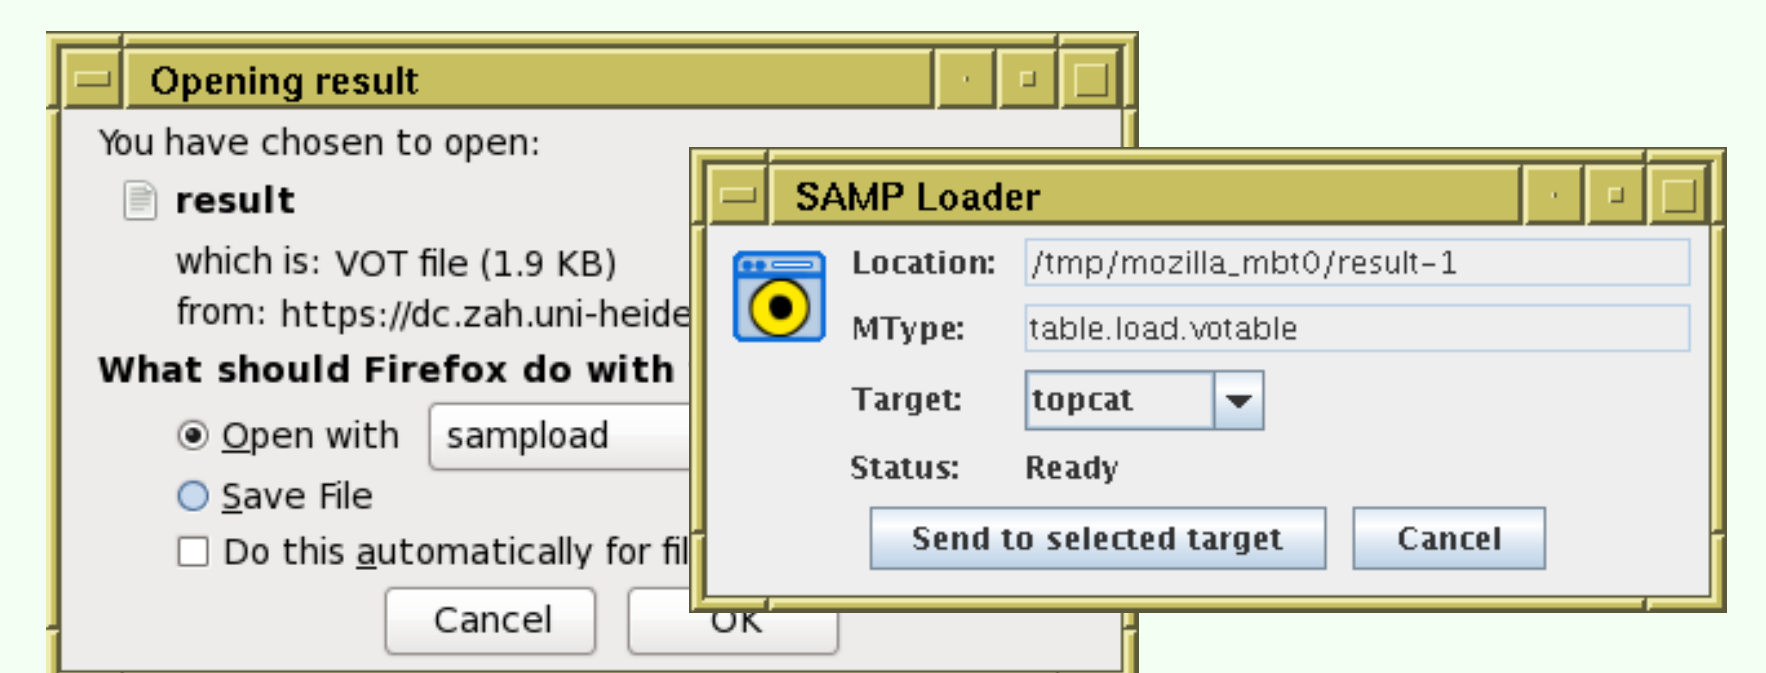 Opening result
You have chosen to open:
result
which is: VOT file (1.9 KB)
from: https://dc.zah.uni-heide
What should Firefox do with
Open with sampload
Save File
Do this automatically for fil
Cancel OK
SAMP Loader
Location: /tmp/mozilla_mbt0/result-1
MType: table.load.votable
Target: topcat
Status: Ready
Send to selected target Cancel